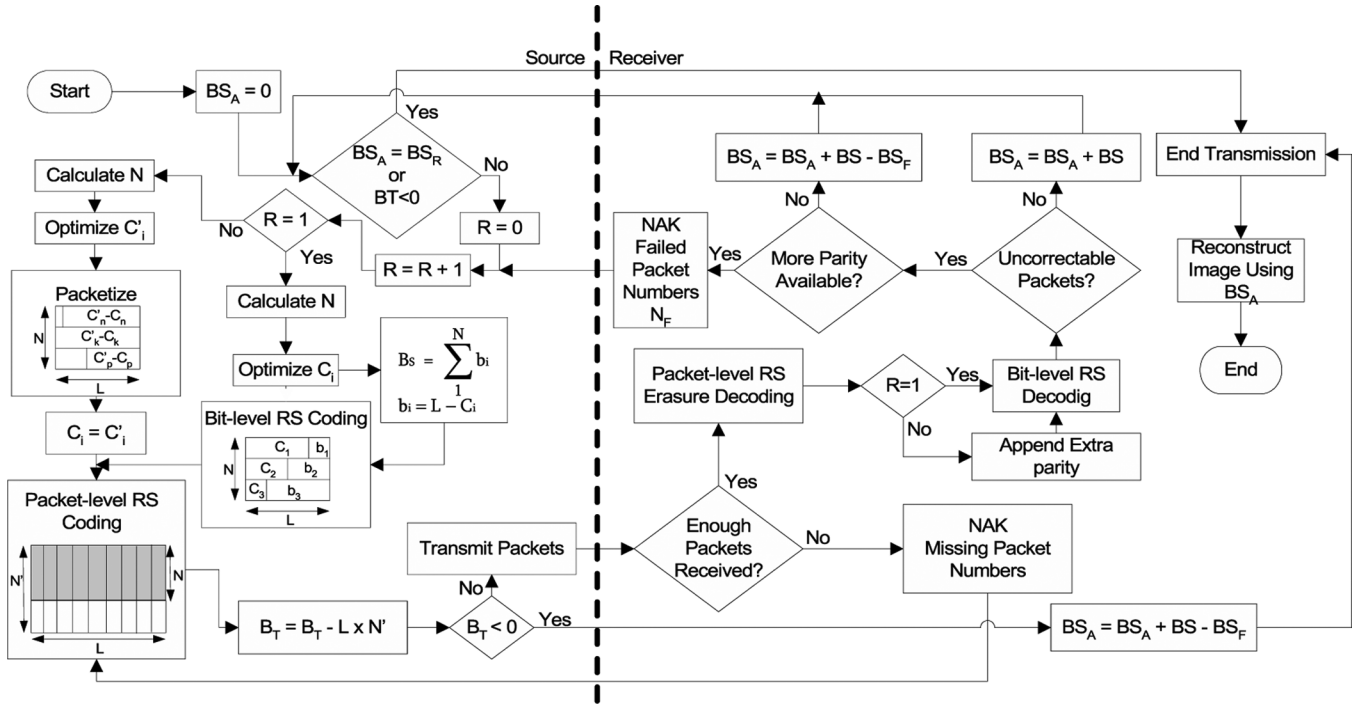 Source
Receiver
Start
BS_A = 0
Yes
BS_A = BS_R
or
BT<0
No
R = 0
R = R + 1
R = 1
No
Yes
Calculate N
Optimize C'_i
Packetize
C'_n-C_n
N
C'_k-C_k
C'_p-C_p
L
C_i = C'_i
Calculate N
Optimize C_i
Bs = ∑ b_i
N
1
b_i = L – C_i
Bit-level RS Coding
C_1 b_1
N
C_2 b_2
C_3 b_3
L
Packet-level RS
Coding
N'
N
L
B_T = B_T - L x N'
B_T < 0
No
Yes
Transmit Packets
Enough
Packets
Received?
Yes
No
NAK
Missing Packet
Numbers
Packet-level RS
Erasure Decoding
R=1
Yes
No
Append Extra
parity
Bit-level RS
Decodig
Uncorrectable
Packets?
No
Yes
BS_A = BS_A + BS
More Parity
Available?
No
Yes
BS_A = BS_A + BS - BS_F
NAK
Failed
Packet
Numbers
N_F
BS_A = BS_A + BS - BS_F
End Transmission
Reconstruct
Image Using
BS_A
End